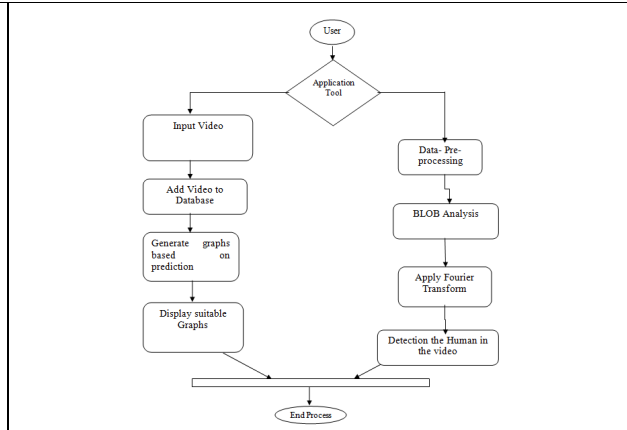 User
Application
Tool
Input Video
Add Video to
Database
Generate graphs
based on
prediction
Display suitable
Graphs
Data- Pre-
processing
BLOB Analysis
Apply Fourier
Transform
Detection the Human in
the video
End Process